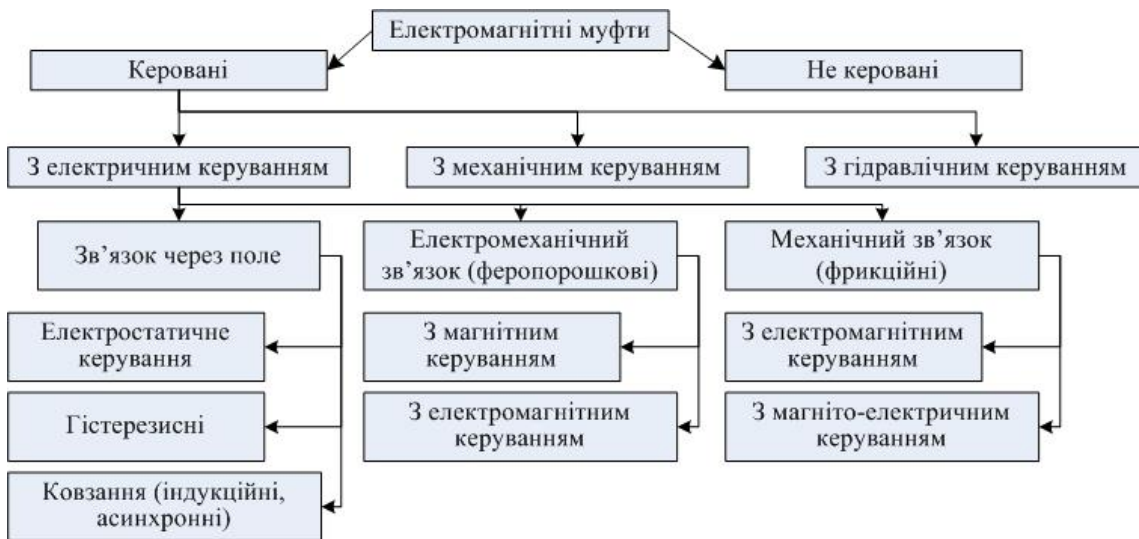 Електромагнітні муфти
Керовані
Не керовані
З електричним керуванням
З механічним керуванням
З гідравлічним керуванням
Зв’язок через поле
Електромеханічний
зв’язок (феропорошкові)
Механічний зв’язок
(фрикційні)
Електростатичне
керування
З магнітним
керуванням
З електромагнітним
керуванням
Гістерезисні
З електромагнітним
керуванням
З магніто-електричним
керуванням
Ковзання (індукційні,
асинхронні)